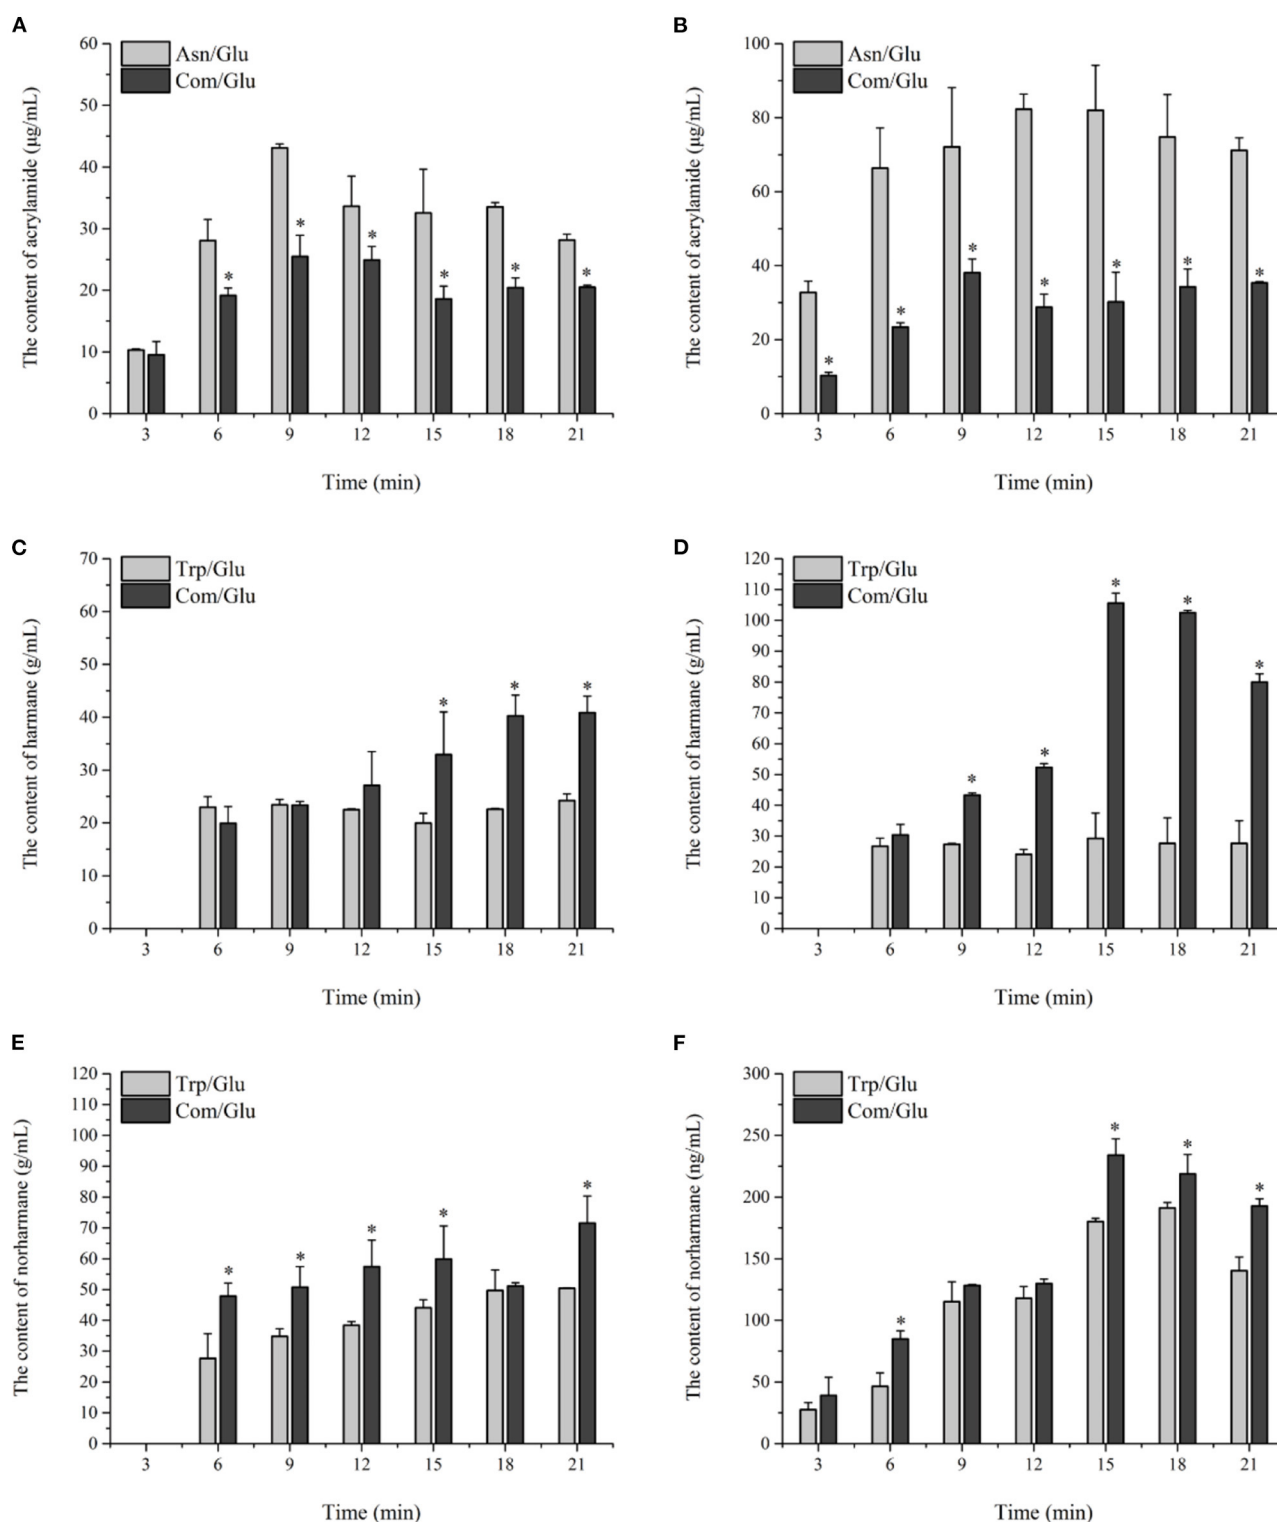 A
The content of acrylamide (μg/mL)
60
50
40
30
20
10
0
Asn/Glu
Com/Glu
*
*
*
*
*
*
3 6 9 12 15 18 21
Time (min)
B
The content of acrylamide (μg/mL)
100
80
60
40
20
0
Asn/Glu
Com/Glu
*
*
*
*
*
*
*
3 6 9 12 15 18 21
Time (min)
C
The content of harmane (g/mL)
70
60
50
40
30
20
10
0
Trp/Glu
Com/Glu
*
*
*
3 6 9 12 15 18 21
Time (min)
D
The content of harmane (g/mL)
120
110
100
90
80
70
60
50
40
30
20
10
0
Trp/Glu
Com/Glu
*
*
*
*
*
3 6 9 12 15 18 21
Time (min)
E
The content of norharmane (g/mL)
120
110
100
90
80
70
60
50
40
30
20
10
0
Trp/Glu
Com/Glu
*
*
*
*
*
3 6 9 12 15 18 21
Time (min)
F
The content of norharmane (ng/mL)
300
250
200
150
100
50
0
Trp/Glu
Com/Glu
*
*
*
*
3 6 9 12 15 18 21
Time (min)